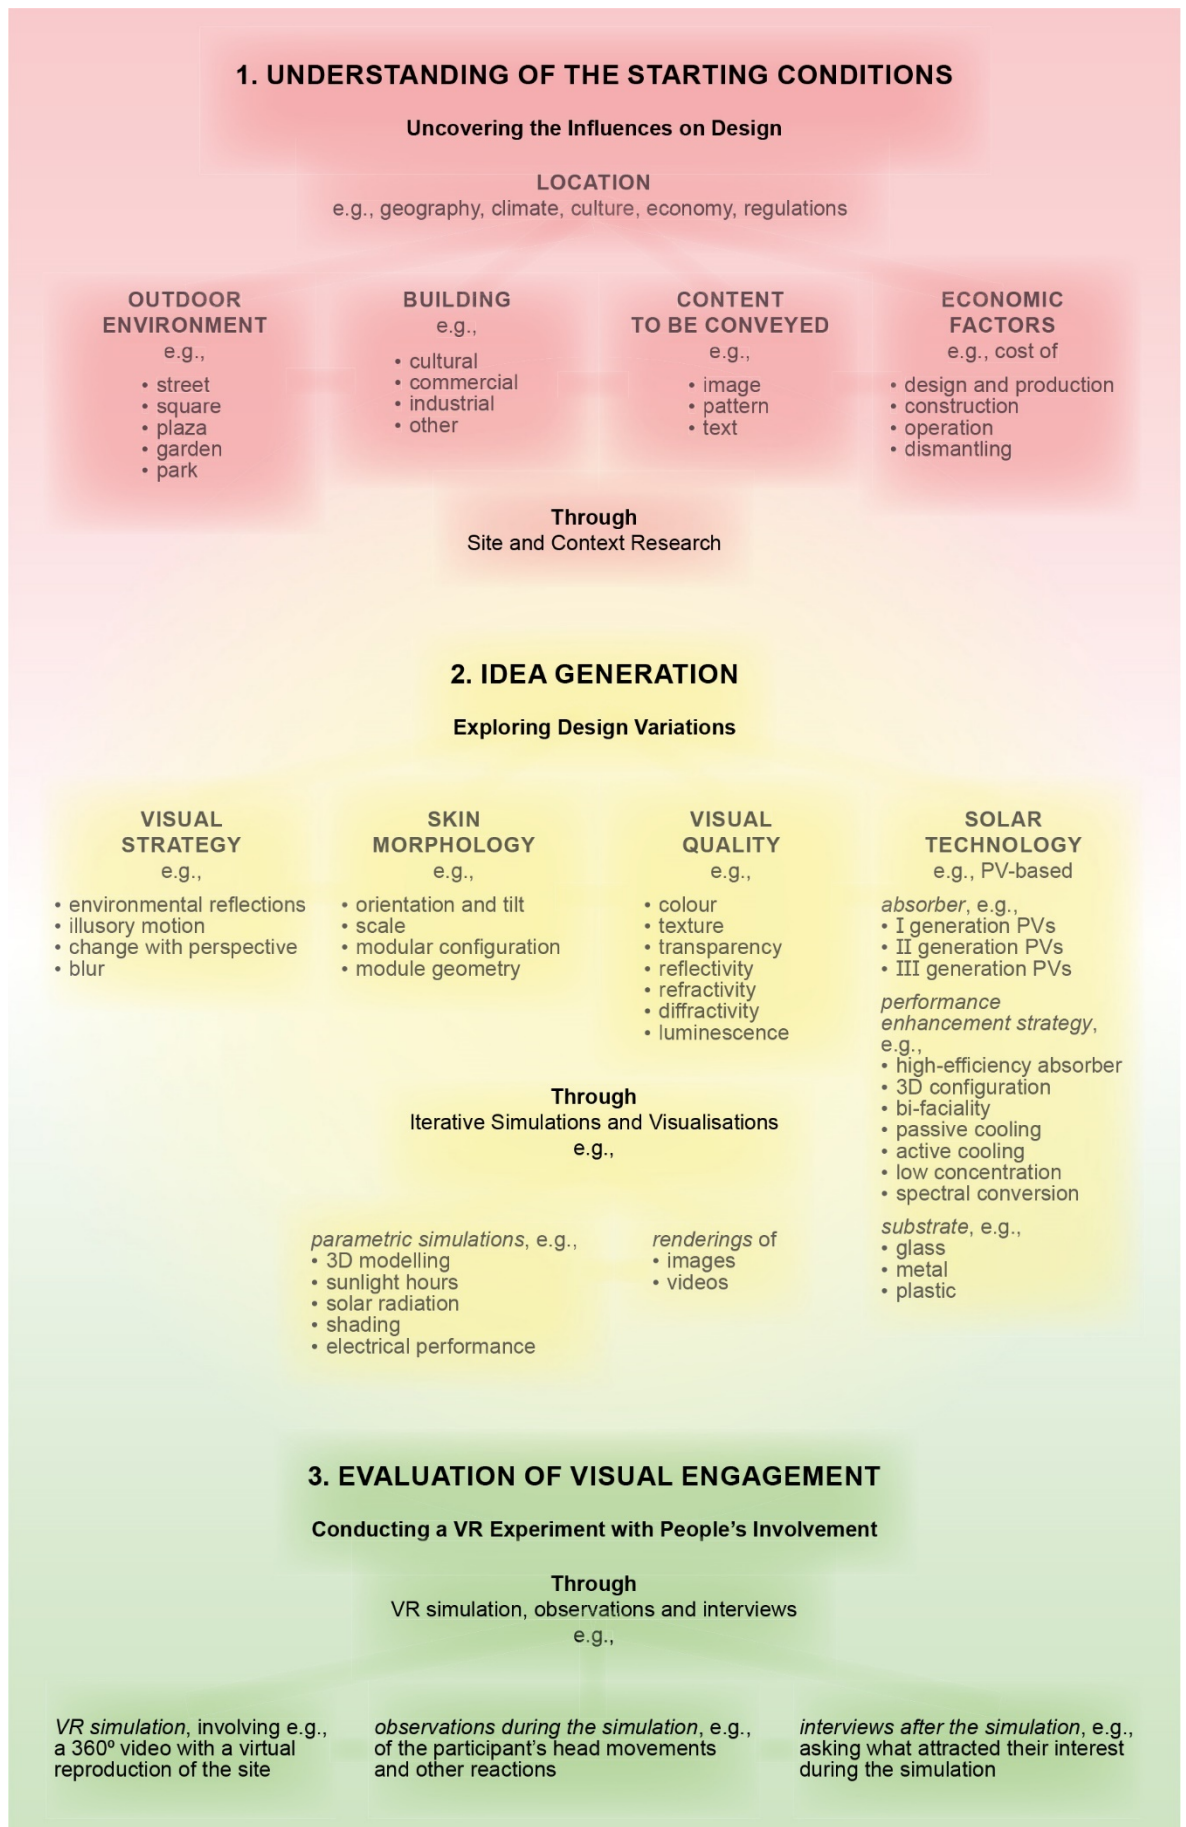 1. UNDERSTANDING OF THE STARTING CONDITIONS
Uncovering the Influences on Design
LOCATION
e.g., geography, climate, culture, economy, regulations
OUTDOOR
ENVIRONMENT
e.g.,
• street
• square
• plaza
• garden
• park
BUILDING
e.g.,
• cultural
• commercial
• industrial
• other
CONTENT
TO BE CONVEYED
e.g.,
• image
• pattern
• text
ECONOMIC
FACTORS
e.g., cost of
• design and production
• construction
• operation
• dismantling
Through
Site and Context Research
2. IDEA GENERATION
Exploring Design Variations
VISUAL
STRATEGY
e.g.,
• environmental reflections
• illusory motion
• change with perspective
• blur
SKIN
MORPHOLOGY
e.g.,
• orientation and tilt
• scale
• modular configuration
• module geometry
VISUAL
QUALITY
e.g.,
• colour
• texture
• transparency
• reflectivity
• refractivity
• diffractivity
• luminescence
SOLAR
TECHNOLOGY
e.g., PV-based
absorber, e.g.,
• I generation PVs
• II generation PVs
• III generation PVs
performance
enhancement strategy,
e.g.,
• high-efficiency absorber
• 3D configuration
• bi-faciality
• passive cooling
• active cooling
• low concentration
• spectral conversion
substrate, e.g.,
• glass
• metal
• plastic
Through
Iterative Simulations and Visualisations
e.g.,
parametric simulations, e.g.,
• 3D modelling
• sunlight hours
• solar radiation
• shading
• electrical performance
renderings of
• images
• videos
3. EVALUATION OF VISUAL ENGAGEMENT
Conducting a VR Experiment with People’s Involvement
Through
VR simulation, observations and interviews
e.g.,
VR simulation, involving e.g.,
a 360º video with a virtual
reproduction of the site
observations during the simulation, e.g.,
of the participant’s head movements
and other reactions
interviews after the simulation, e.g.,
asking what attracted their interest
during the simulation